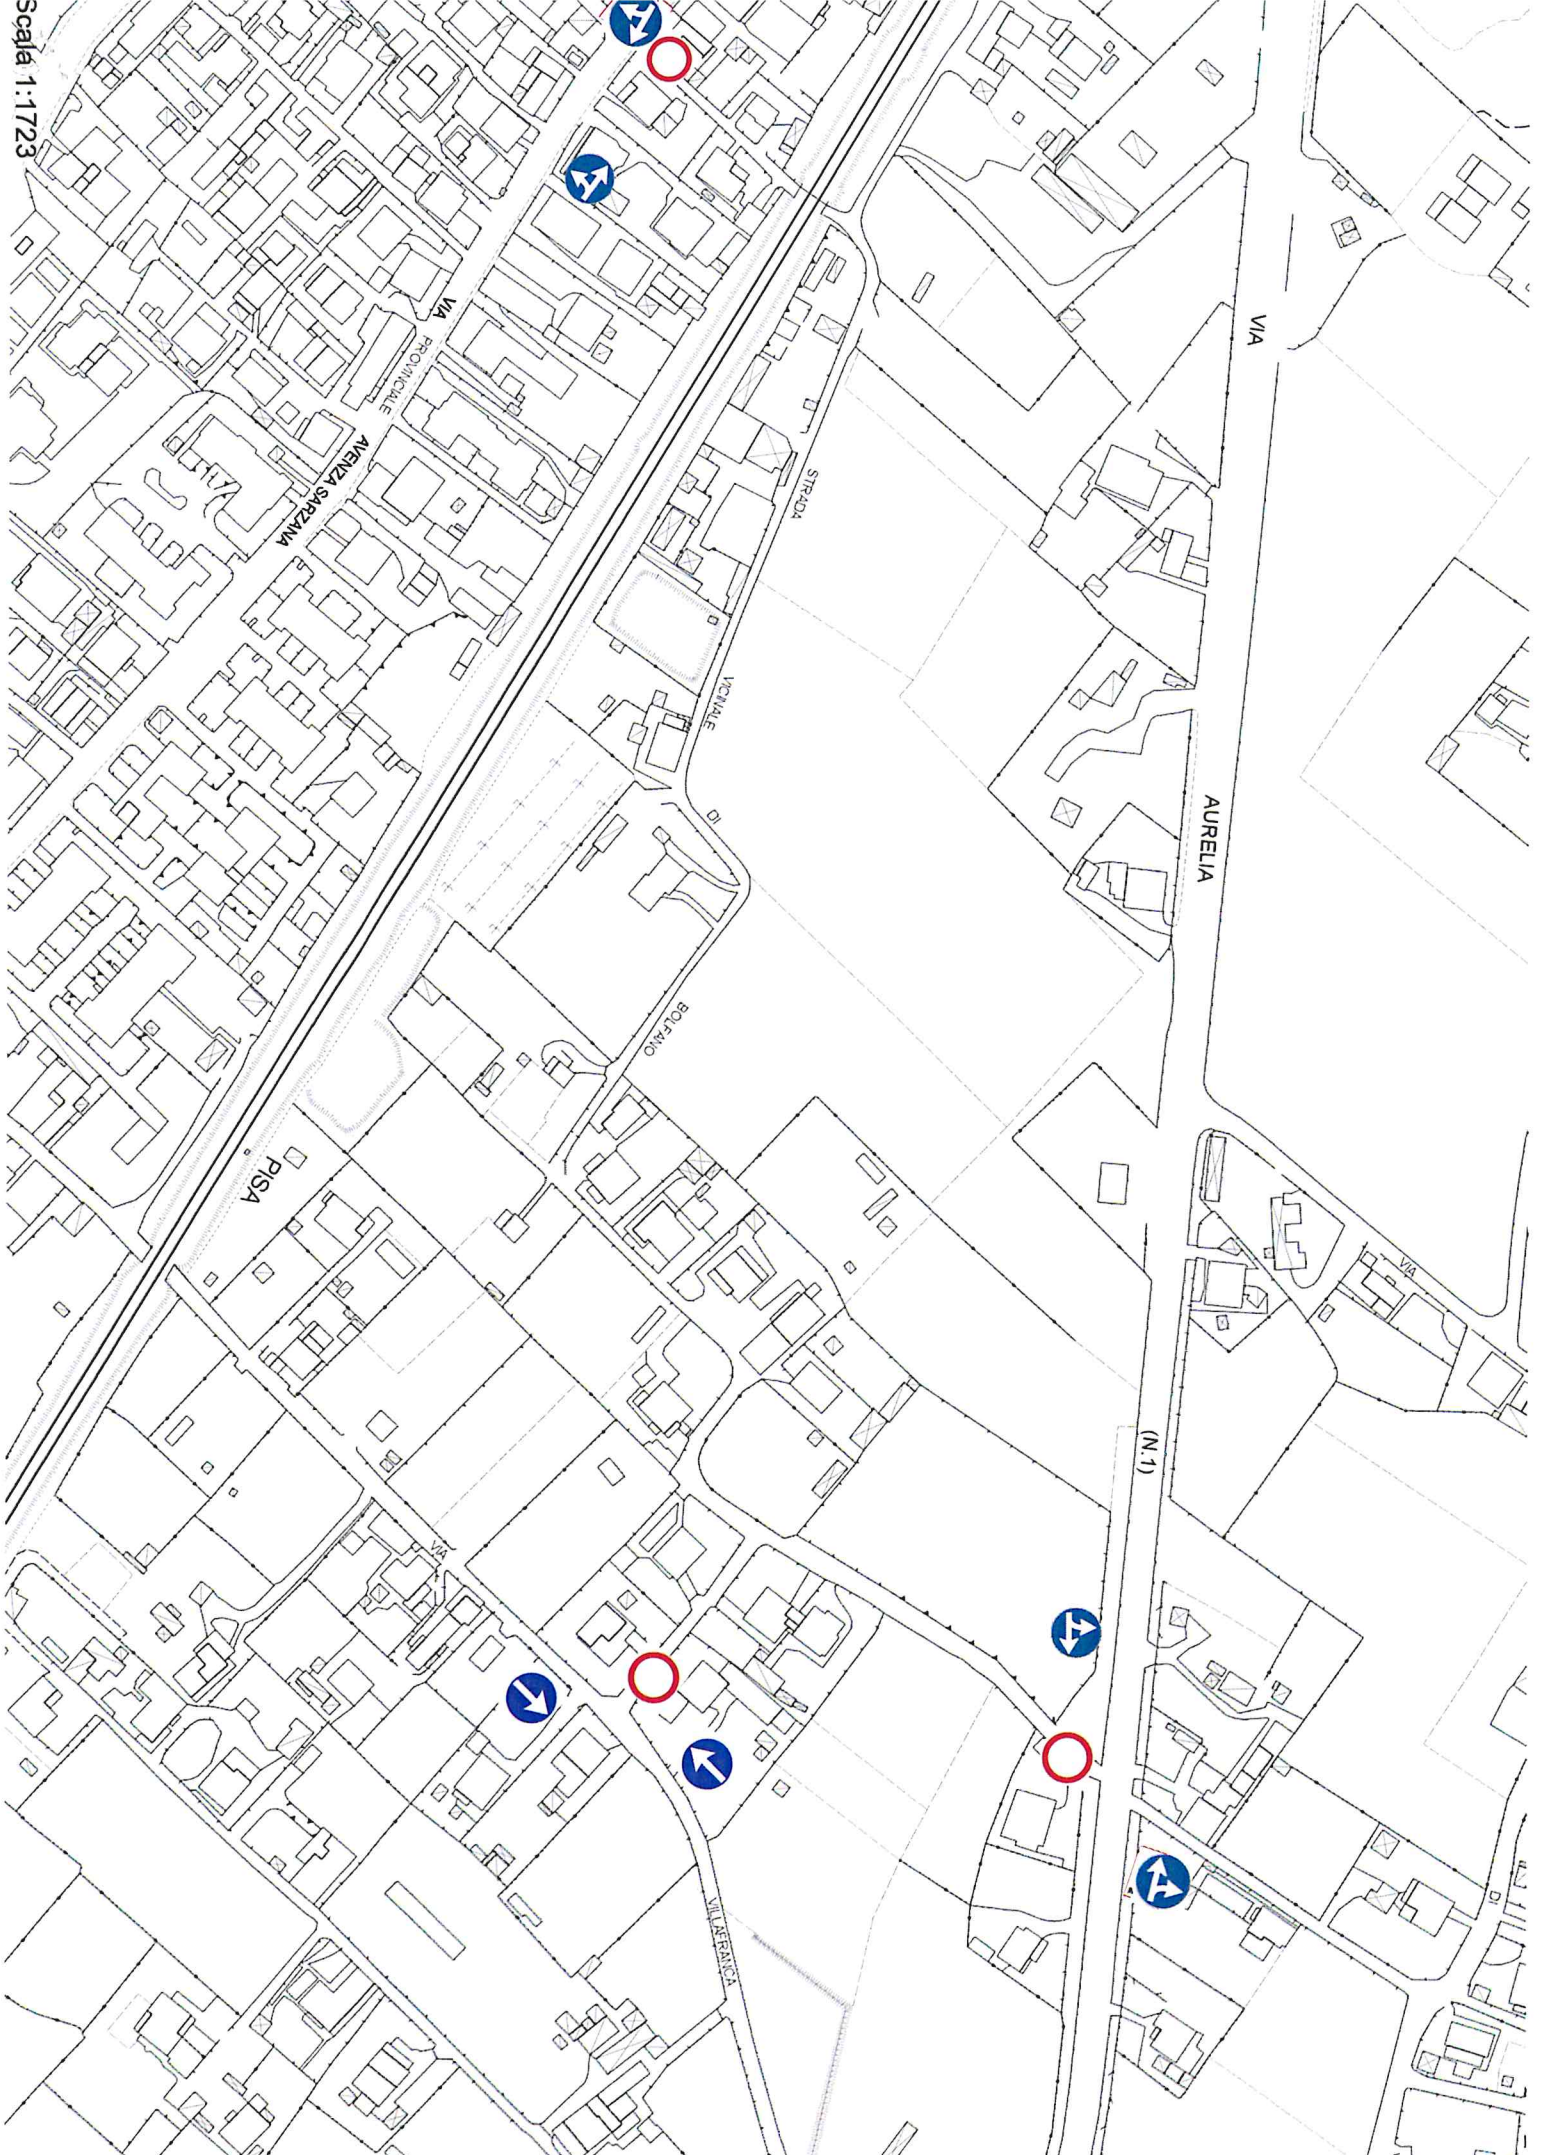 Scala 1:1723
VIA
PROVINCIALE
AVENZA SARZANA
VIA
AURELIA
(N.1)
STRADA
VICINALE
DI
BOLFANO
PISA
VIA
VILLAFRANCA
VIA
DI